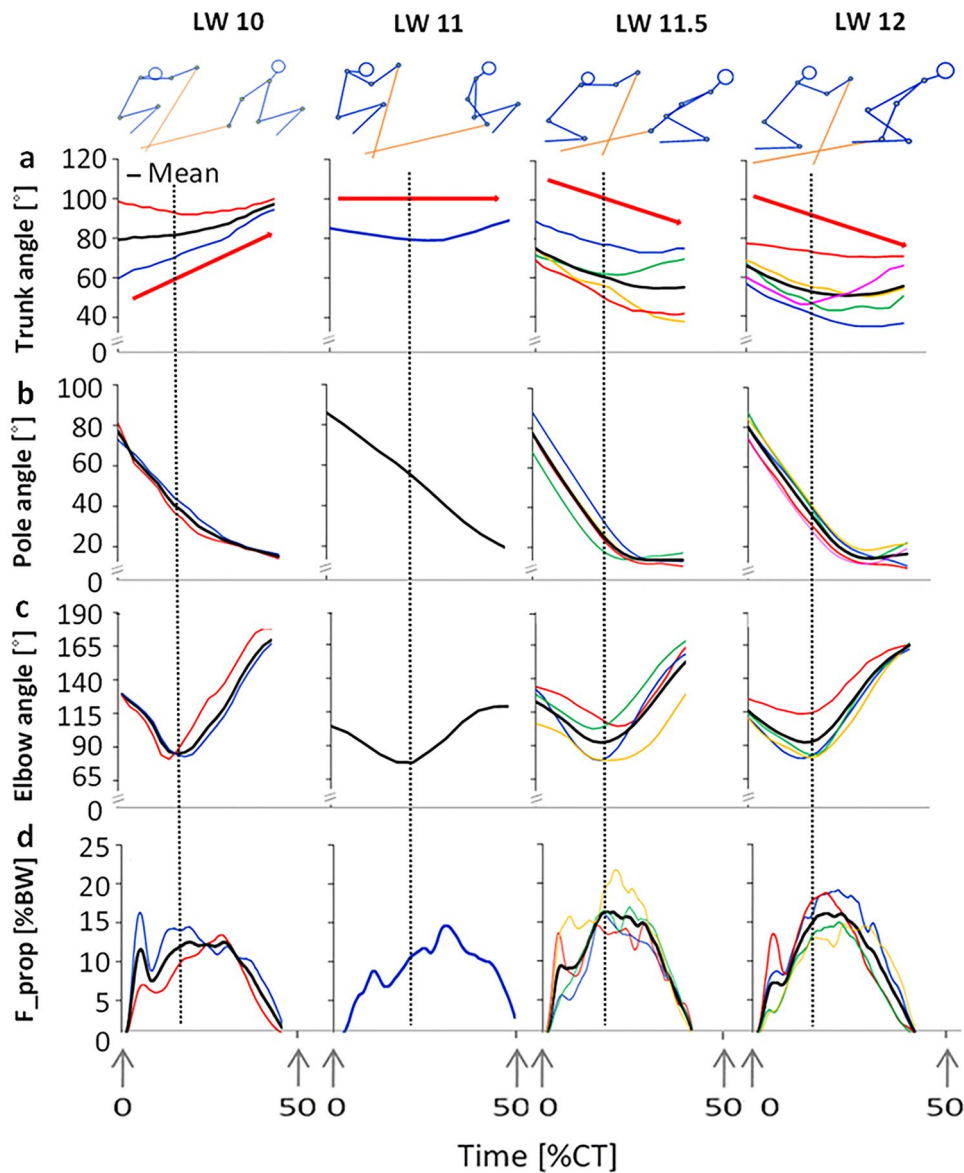 LW 10 LW 11 LW 11.5 LW 12
a
Trunk angle [°]
120
100
80
60
40
0
– Mean
b
Pole angle [°]
100
80
60
40
20
0
c
Elbow angle [°]
190
165
140
115
90
65
0
d
F_prop [%BW]
25
20
15
10
5
0
0 50 0 50 0 50 0 50
Time [%CT]